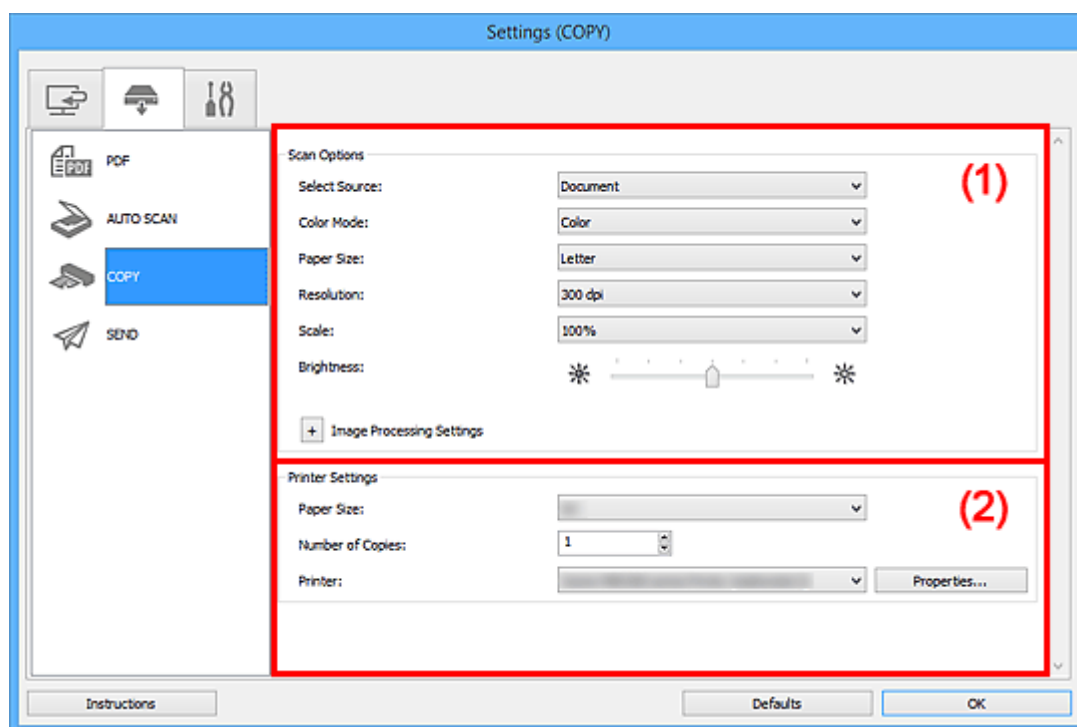 Settings (COPY)
PDF
PDF
AUTO SCAN
COPY
SEND
Scan Options
(1)
Select Source: Document
Color Mode: Color
Paper Size: Letter
Resolution: 300 dpi
Scale: 100%
Brightness:
+ Image Processing Settings
Printer Settings
(2)
Paper Size:
Number of Copies: 1
Printer: Properties...
Instructions Defaults OK